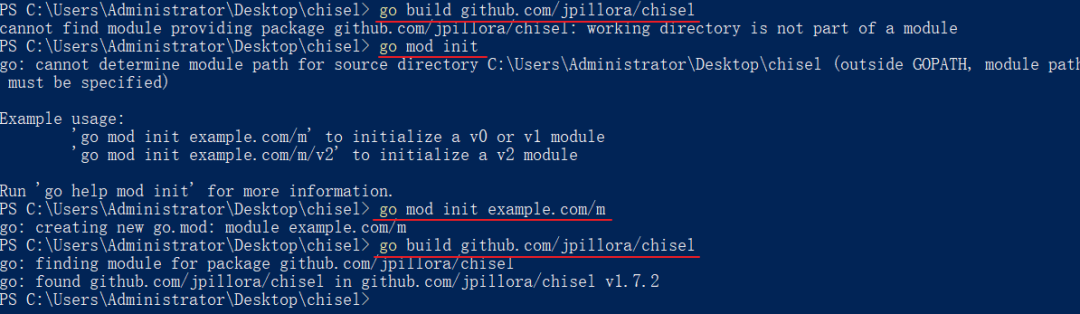 PS C:\Users\Administrator\Desktop\chisel> go build github.com/jpillora/chisel
cannot find module providing package github.com/jpillora/chisel: working directory is not part of a module
PS C:\Users\Administrator\Desktop\chisel> go mod init
go: cannot determine module path for source directory C:\Users\Administrator\Desktop\chisel (outside GOPATH, module path
 must be specified)
Example usage:
        'go mod init example.com/m' to initialize a v0 or v1 module
        'go mod init example.com/m/v2' to initialize a v2 module
Run 'go help mod init' for more information.
PS C:\Users\Administrator\Desktop\chisel> go mod init example.com/m
go: creating new go.mod: module example.com/m
PS C:\Users\Administrator\Desktop\chisel> go build github.com/jpillora/chisel
go: finding module for package github.com/jpillora/chisel
go: found github.com/jpillora/chisel in github.com/jpillora/chisel v1.7.2
PS C:\Users\Administrator\Desktop\chisel>